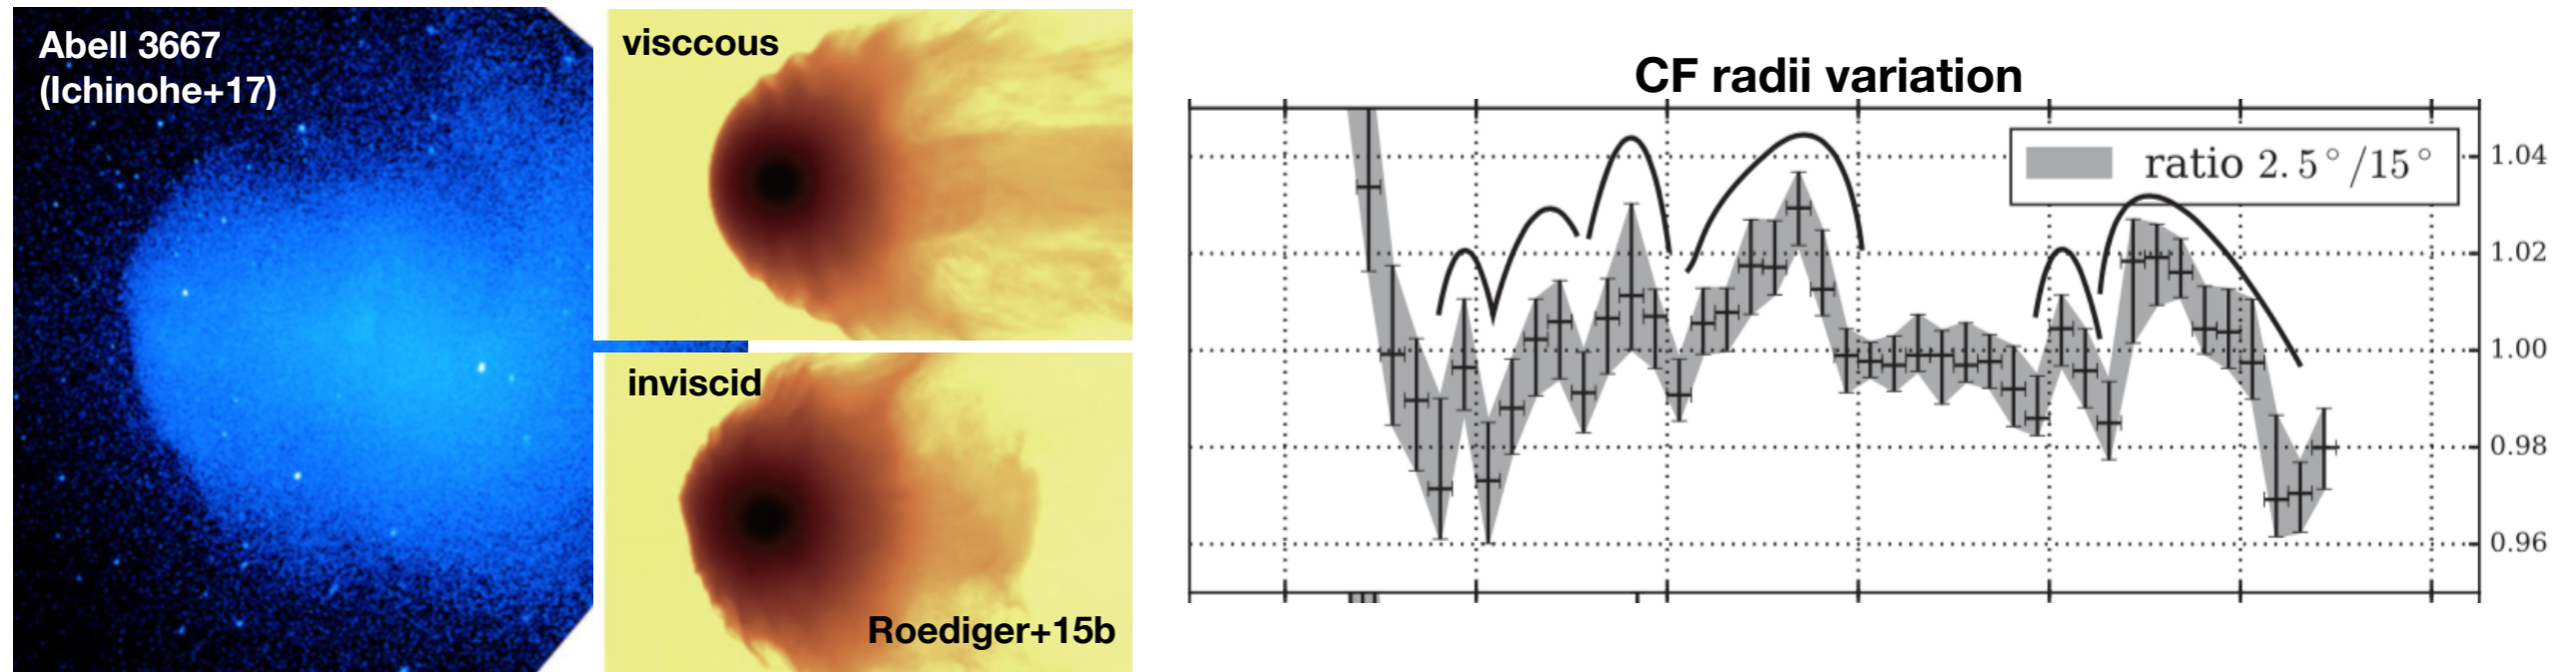 Abell 3667
(Ichinohe+17)
visccous
inviscid
Roediger+15b
CF radii variation
ratio 2.5°/15°
1.04
1.02
1.00
0.98
0.96